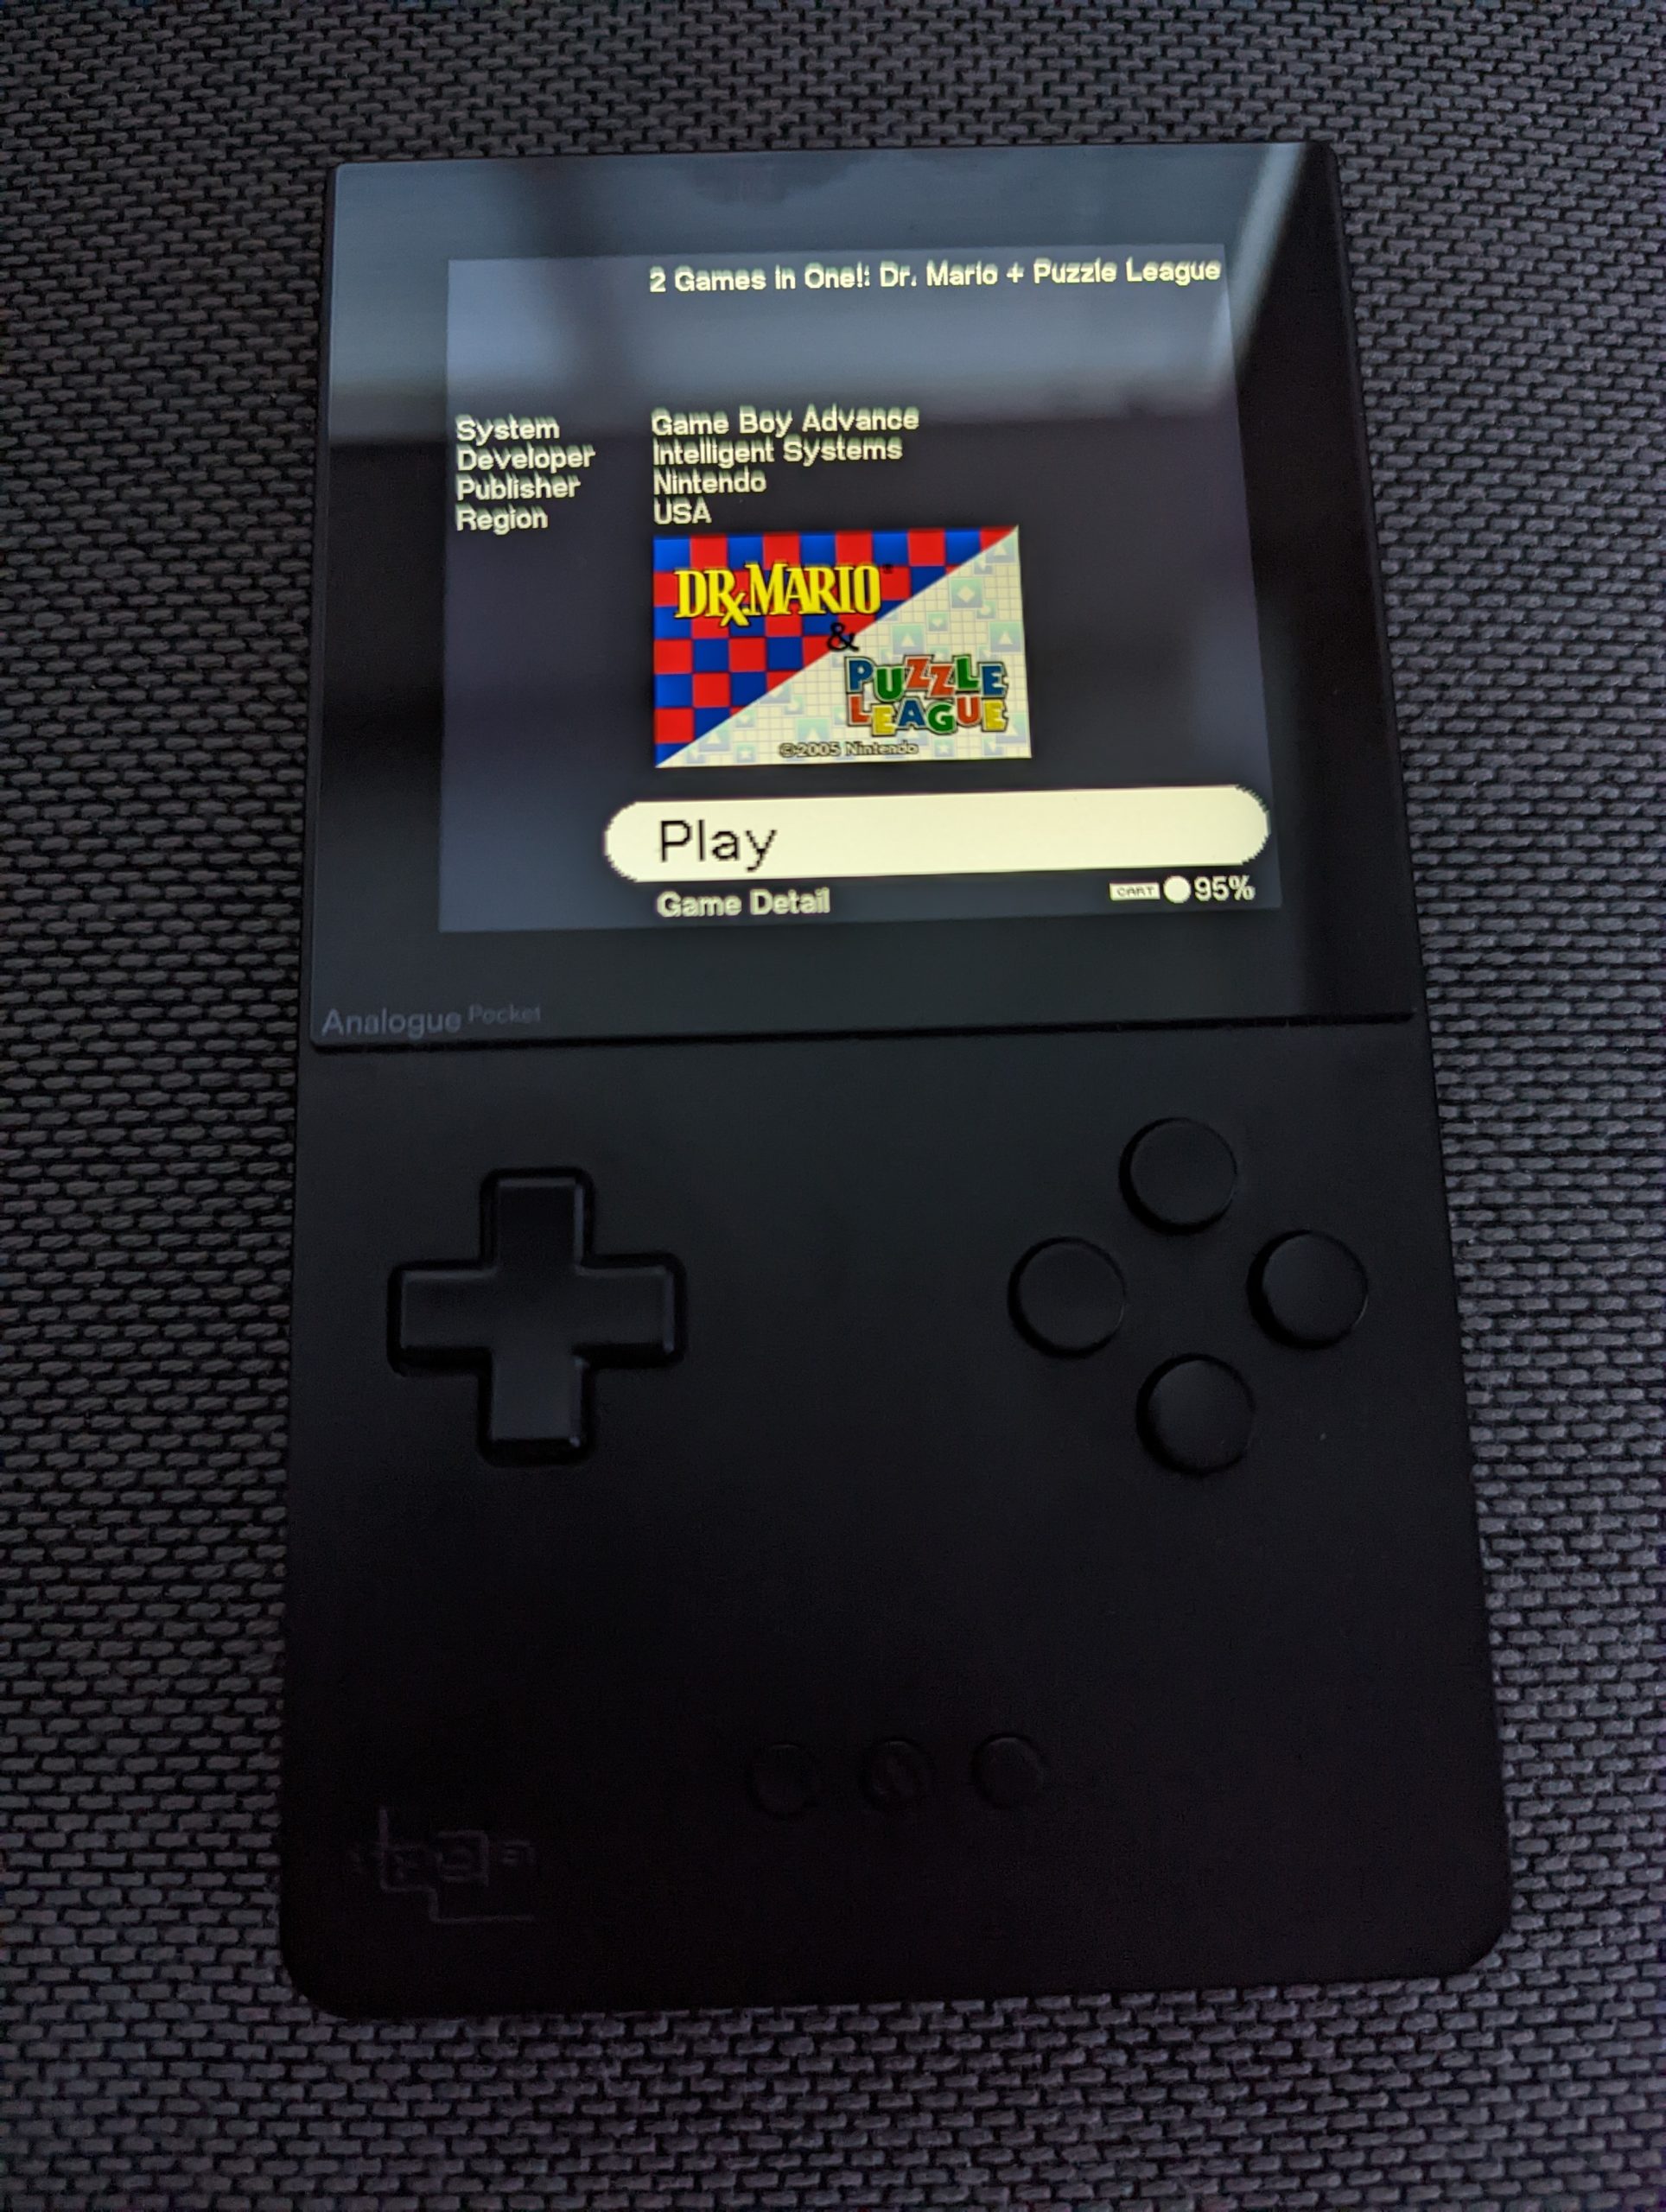 2 Games in One!: Dr. Mario + Puzzle League
System Game Boy Advance
Developer Intelligent Systems
Publisher Nintendo
Region USA
DR. MARIO
&
PUZZLE
LEAGUE
©2005 Nintendo
Play
Game Detail
CART 95%
Analogue Pocket